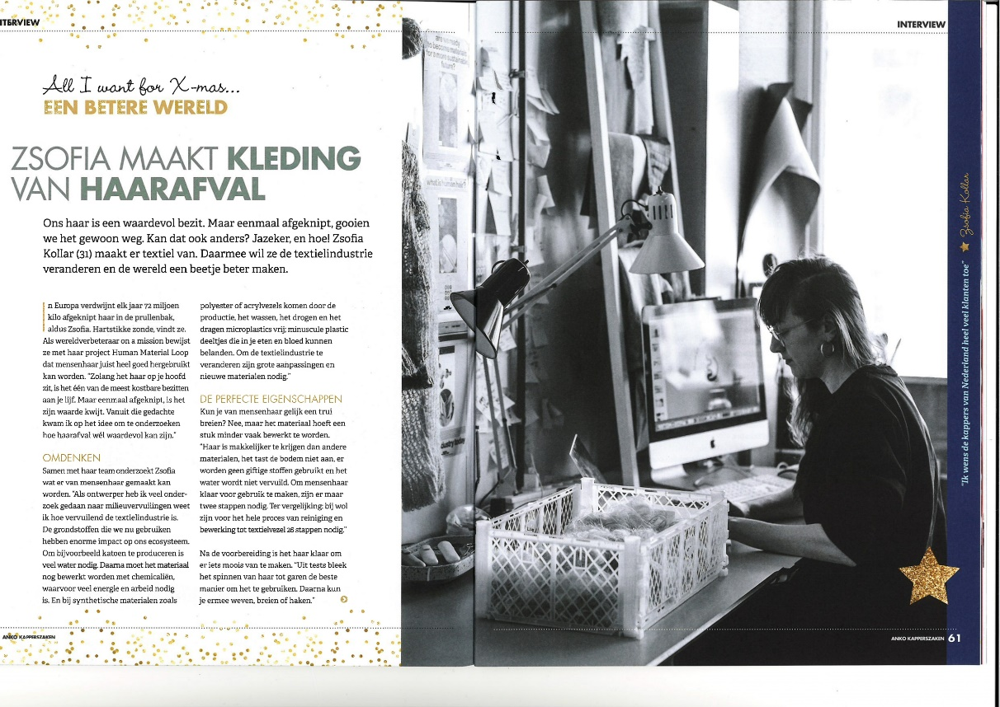 INTERVIEW
All I want for X-mas...
EEN BETERE WERELD
ZSOFIA MAAKT KLEDING
VAN HAARAFVAL
Ons haar is een waardevol bezit. Maar eenmaal afgeknipt, gooien
we het gewoon weg. Kan dat ook anders? Jazeker, en hoe! Zsofia
Kollar (31) maakt er textiel van. Daarmee wil ze de textielindustrie
veranderen en de wereld een beetje beter maken.
In Europa verdwijnt elk jaar 72 miljoen
kilo afgeknipt haar in de prullenbak,
aldus Zsofia. Hartstikke zonde, vindt ze.
Als wereldverbeteraar on a mission bewijst
ze met haar project Human Material Loop
dat mensenhaar juist heel goed hergebruikt
kan worden. "Zolang het haar op je hoofd
zit, is het één van de meest kostbare bezitten
aan je lijf. Maar eenmaal afgeknipt, is het
zijn waarde kwijt. Vanuit die gedachte
kwam ik op het idee om te onderzoeken
hoe haarafval wél waardevol kan zijn."
OMDENKEN
Samen met haar team onderzoekt Zsofia
wat er van mensenhaar gemaakt kan
worden. "Als ontwerper heb ik veel onder-
zoek gedaan naar milieuvervuilingen weet
ik hoe vervuilend de textielindustrie is.
De grondstoffen die we nu gebruiken
hebben enorme impact op ons ecosysteem.
Om bijvoorbeeld katoen te produceren is
veel water nodig. Daarna moet het materiaal
nog bewerkt worden met chemicaliën,
waarvoor veel energie en arbeid nodig
is. En bij synthetische materialen zoals
polyester of acrylvezels komen door de
productie, het wassen, het drogen en het
dragen microplastics vrij; minuscule plastic
deeltjes die in je eten en bloed kunnen
belanden. Om de textielindustrie te
veranderen zijn grote aanpassingen en
nieuwe materialen nodig."
DE PERFECTE EIGENSCHAPPEN
Kun je van mensenhaar gelijk een trui
breien? Nee, maar het materiaal hoeft een
stuk minder vaak bewerkt te worden.
"Haar is makkelijker te krijgen dan andere
materialen, het tast de bodem niet aan, er
worden geen giftige stoffen gebruikt en het
water wordt niet vervuild. Om mensenhaar
klaar voor gebruik te maken, zijn er maar
twee stappen nodig. Ter vergelijking: bij wol
zijn voor het hele proces van reiniging en
bewerking tot textielvezel 26 stappen nodig."
Na de voorbereiding is het haar klaar om
er iets moois van te maken. "Uit tests bleek
het spinnen van haar tot garen de beste
manier om het te gebruiken. Daarna kun
je ermee weven, breien of haken."
ANKO KAPPERSZAKEN
are we ready
to become materials
for a more sustainable
future?
what is human hair?
INTERVIEW
"Ik wens de kappers van Nederland heel veel klanten toe" Zsofia Kollar
ANKO KAPPERSZAKEN 61